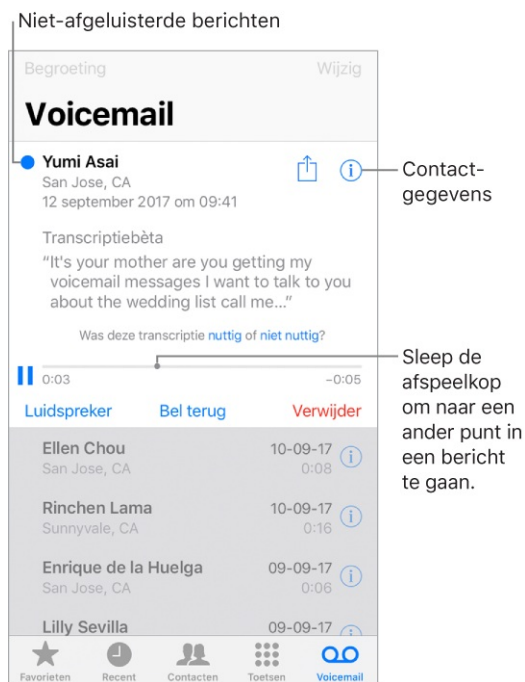 Niet-afgeluisterde berichten
Begroeting
Wijzig
Voicemail
Yumi Asai
San Jose, CA
12 september 2017 om 09:41
Contact-
gegevens
Transcriptiebèta
“It's your mother are you getting my
voicemail messages I want to talk to you
about the wedding list call me...”
Was deze transcriptie nuttig of niet nuttig?
0:03
–0:05
Sleep de
afspeelkop
om naar een
ander punt in
een bericht
te gaan.
Luidspreker
Bel terug
Verwijder
Ellen Chou
10-09-17
San Jose, CA
0:08
Rinchen Lama
10-09-17
Sunnyvale, CA
0:16
Enrique de la Huelga
09-09-17
San Jose, CA
0:06
Lilly Sevilla
09-09-17
Favorieten
Recent
Contacten
Toetsen
Voicemail